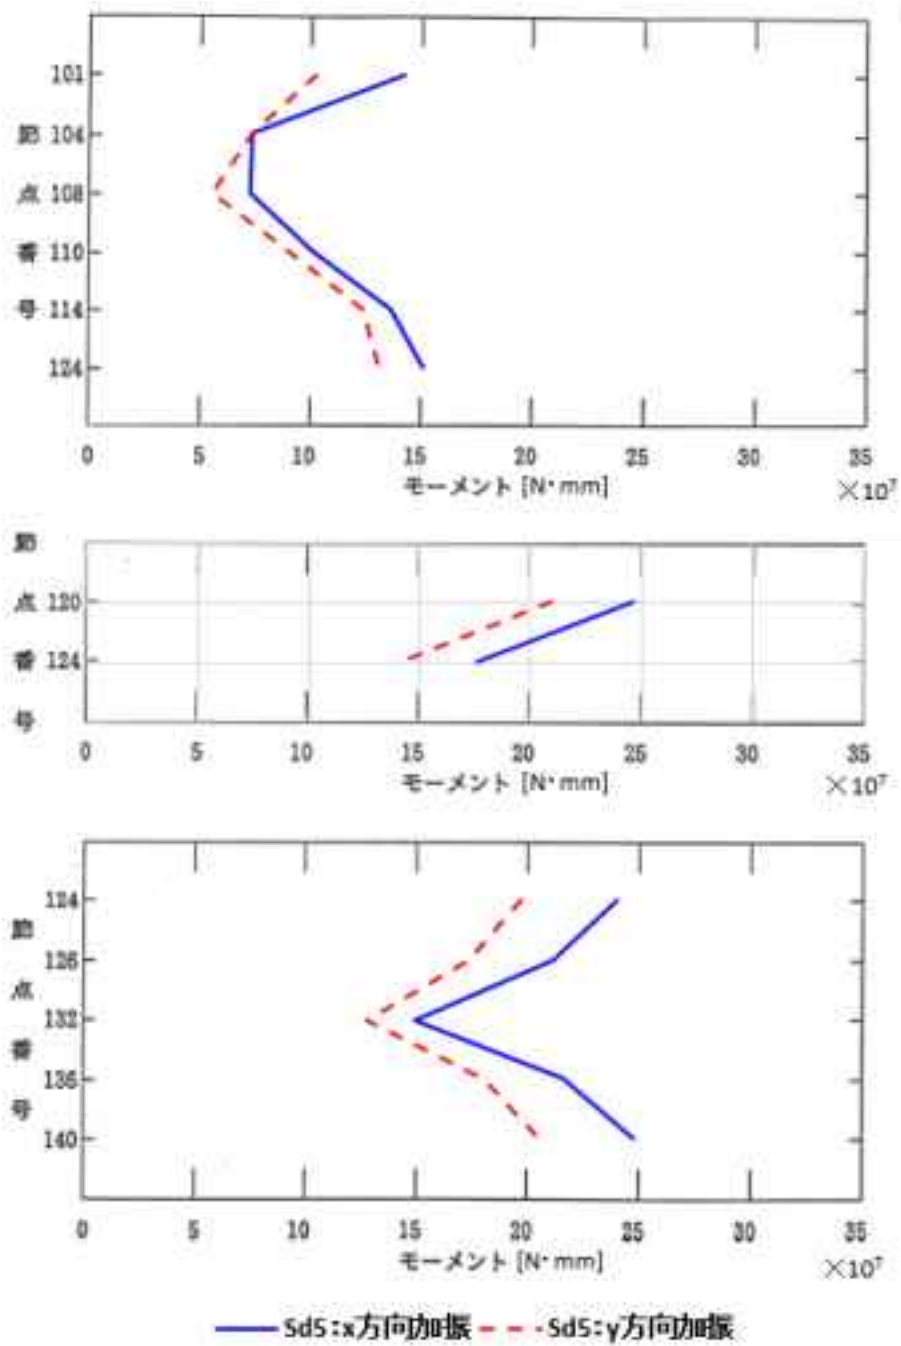 101
節 104
点 108
番 110
号 114
124
0 5 10 15 20 25 30 35
モーメント [N・mm]
×10⁷
節
点 120
番 124
号
0 5 10 15 20 25 30 35
モーメント [N・mm]
×10⁷
124
節
126
点
132
番
136
号
140
0 5 10 15 20 25 30 35
モーメント [N・mm]
×10⁷
Sd5:x方向加振 Sd5:y方向加振